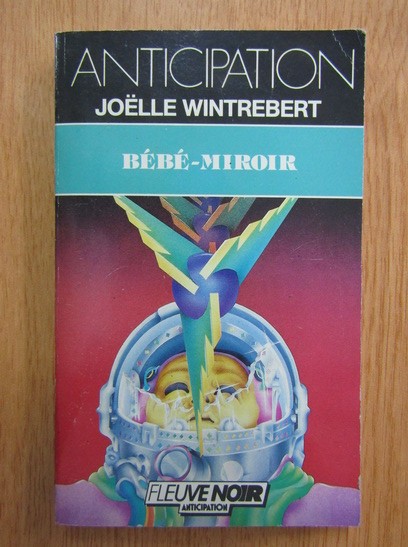 ANTICIPATION
JOËLLE WINTREBERT
BÉBÉ-MIROIR
FLEUVE NOIR
ANTICIPATION